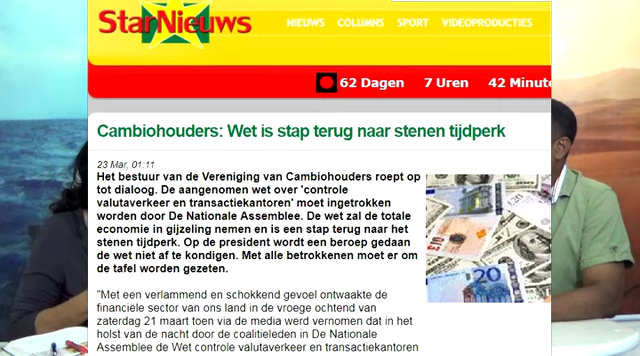 StarNieuws
NIEUWS COLUMNS SPORT VIDEOPRODUCTIES
62 Dagen 7 Uren 42 Minute
Cambiohouders: Wet is stap terug naar stenen tijdperk
23 Mar, 01:11
Het bestuur van de Vereniging van Cambiohouders roept op
tot dialoog. De aangenomen wet over 'controle
valutaverkeer en transactiekantoren' moet ingetrokken
worden door De Nationale Assemblee. De wet zal de totale
economie in gijzeling nemen en is een stap terug naar het
stenen tijdperk. Op de president wordt een beroep gedaan
de wet niet af te kondigen. Met alle betrokkenen moet er om
de tafel worden gezeten.
"Met een verlammend en schokkend gevoel ontwaakte de
financiële sector van ons land in de vroege ochtend van
zaterdag 21 maart toen via de media werd vernomen dat in het
holst van de nacht door de coalitieleden in De Nationale
Assemblee de Wet controle valutaverkeer en transactiekantoren